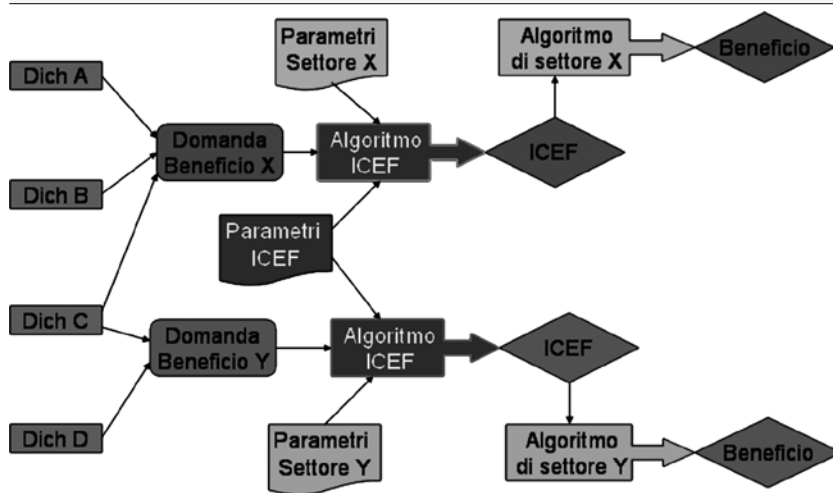 Parametri
Settore X
Algoritmo
di settore X
Beneficio
Dich A
Domanda
Beneficio X
Algoritmo
ICEF
ICEF
Dich B
Parametri
ICEF
Dich C
Domanda
Beneficio Y
Algoritmo
ICEF
ICEF
Dich D
Parametri
Settore Y
Algoritmo
di settore Y
Beneficio